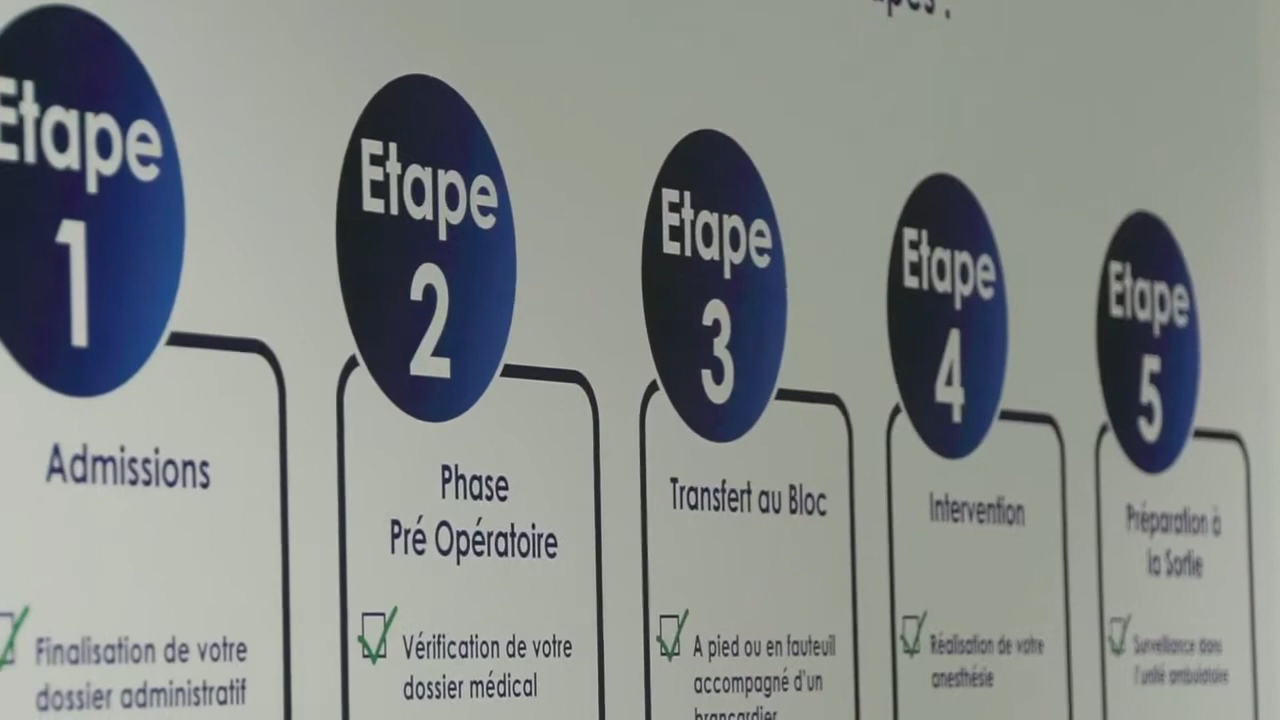 Etape
1
Admissions
Finalisation de votre
dossier administratif
Etape
2
Phase
Pré Opératoire
Vérification de votre
dossier médical
Etape
3
Transfert au Bloc
A pied ou en fauteuil
accompagné d'un
brancardier
Etape
4
Intervention
Réalisation de votre
anesthésie
Etape
5
Préparation à
la Sortie
Surveillance dans
l'unité ambulatoire